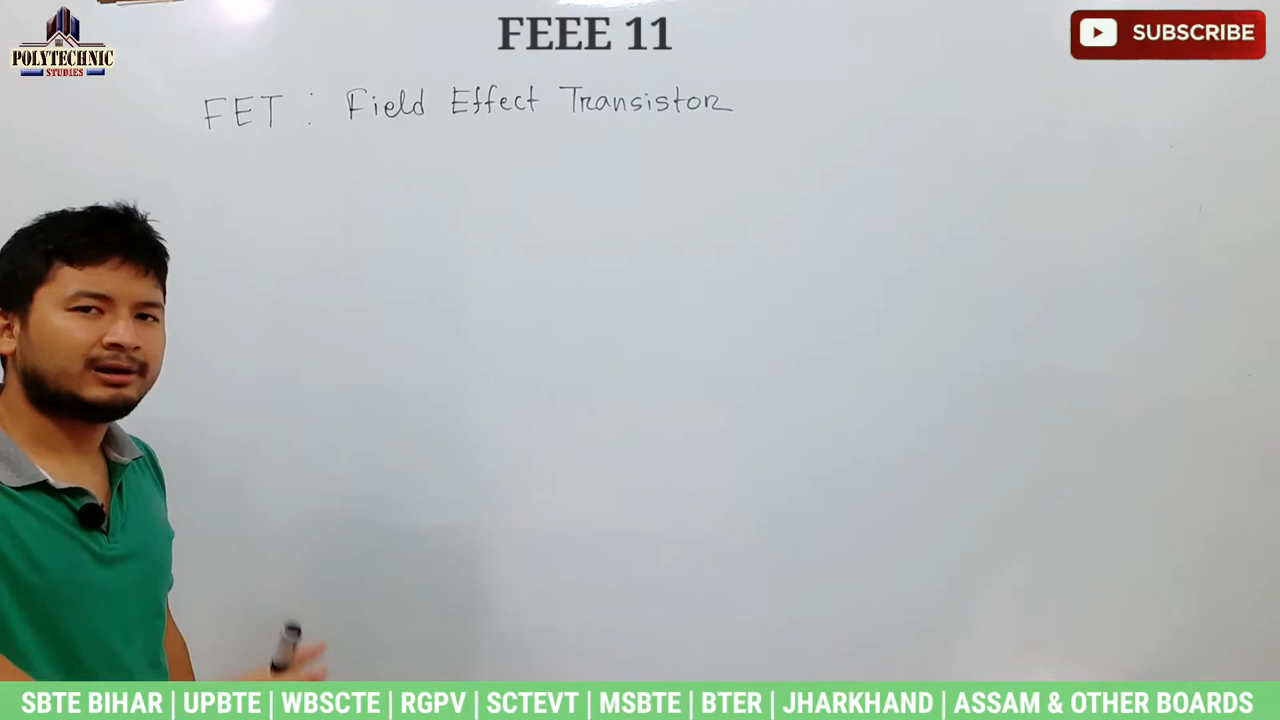 POLYTECHNIC
STUDIES
FEEE 11
SUBSCRIBE
FET : Field Effect Transistor
SBTE BIHAR | UPBTE | WBSCTE | RGPV | SCTEVT | MSBTE | BTER | JHARKHAND | ASSAM & OTHER BOARDS